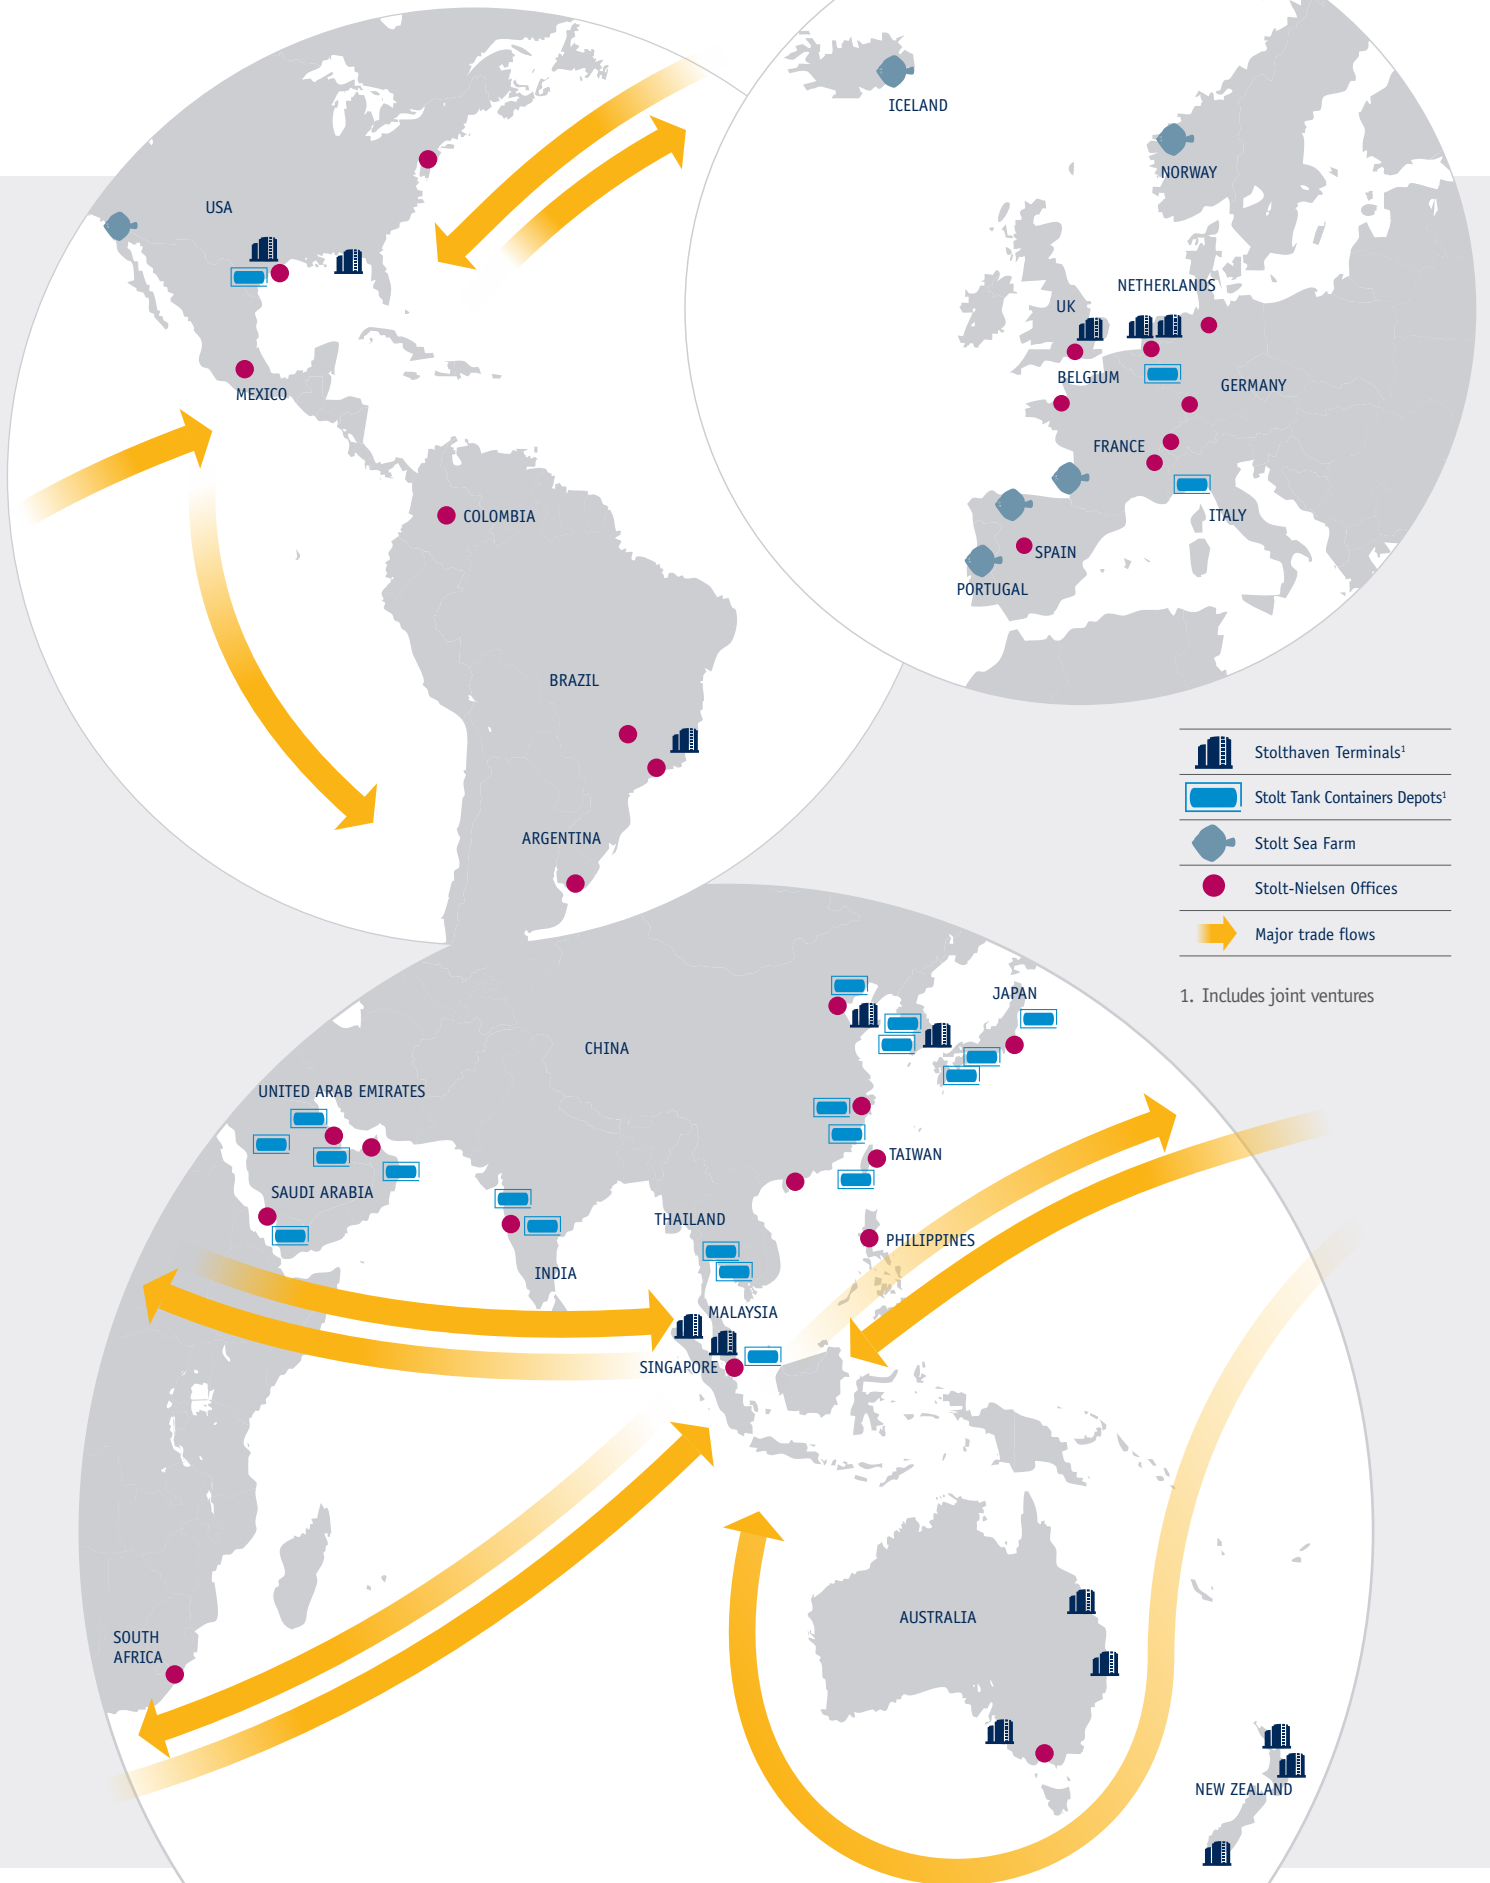 ICELAND
NORWAY
USA
NETHERLANDS
UK
BELGIUM
GERMANY
MEXICO
FRANCE
COLOMBIA
ITALY
SPAIN
PORTUGAL
BRAZIL
ARGENTINA
Stolthaven Terminals¹
Stolt Tank Containers Depots¹
Stolt Sea Farm
Stolt-Nielsen Offices
Major trade flows
1. Includes joint ventures
JAPAN
CHINA
UNITED ARAB EMIRATES
TAIWAN
SAUDI ARABIA
THAILAND
PHILIPPINES
INDIA
MALAYSIA
SINGAPORE
AUSTRALIA
SOUTH
AFRICA
NEW ZEALAND